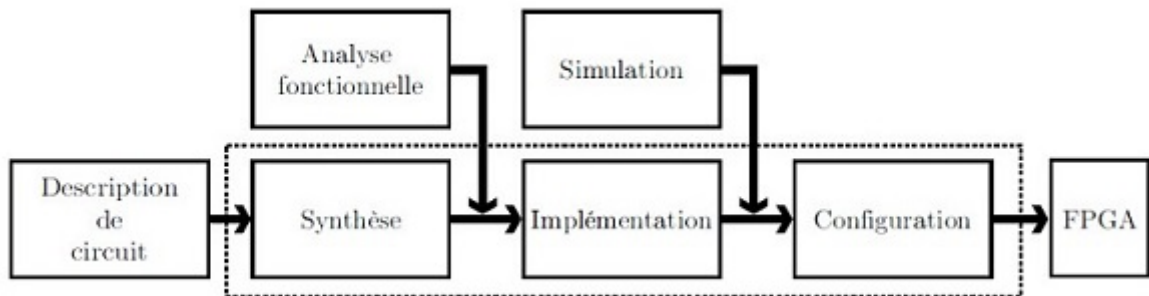 Analyse
fonctionnelle
Simulation
Description
de
circuit
Synthèse
Implémentation
Configuration
FPGA